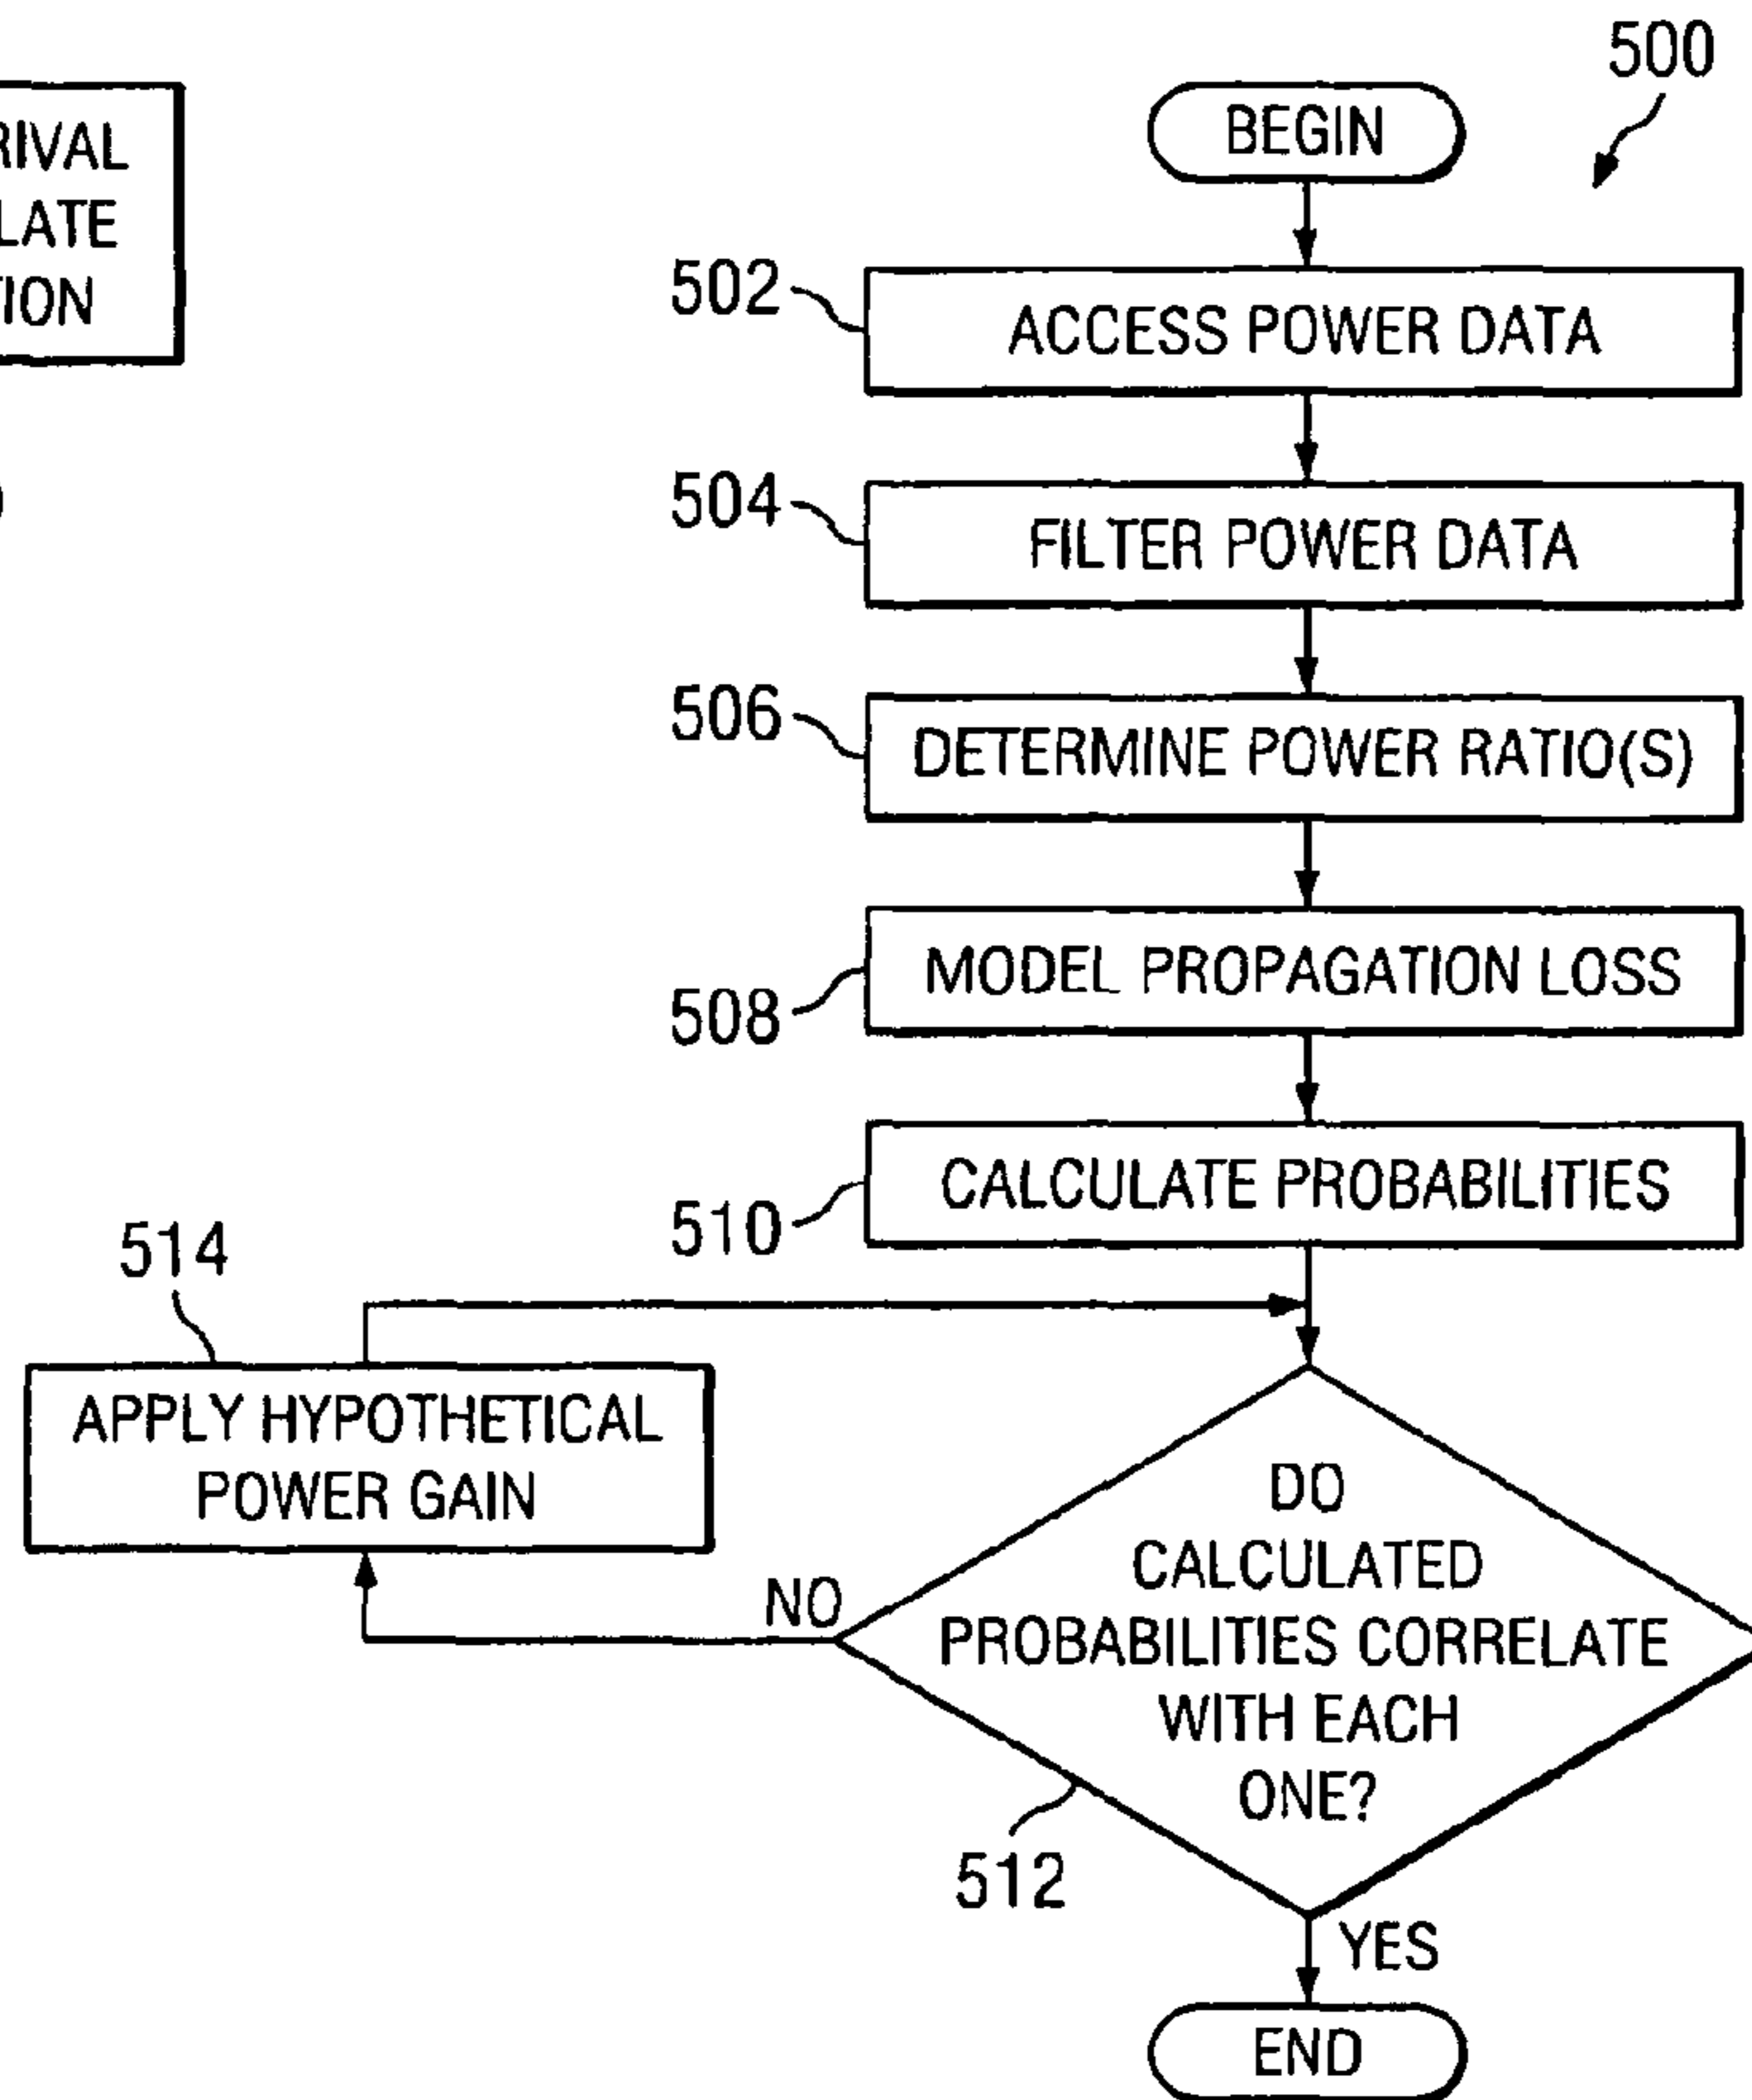 500
BEGIN
502
ACCESS POWER DATA
504
FILTER POWER DATA
506
DETERMINE POWER RATIO(S)
508
MODEL PROPAGATION LOSS
510
CALCULATE PROBABILITIES
514
APPLY HYPOTHETICAL
POWER GAIN
NO
DO
CALCULATED
PROBABILITIES CORRELATE
WITH EACH
ONE?
512
YES
END